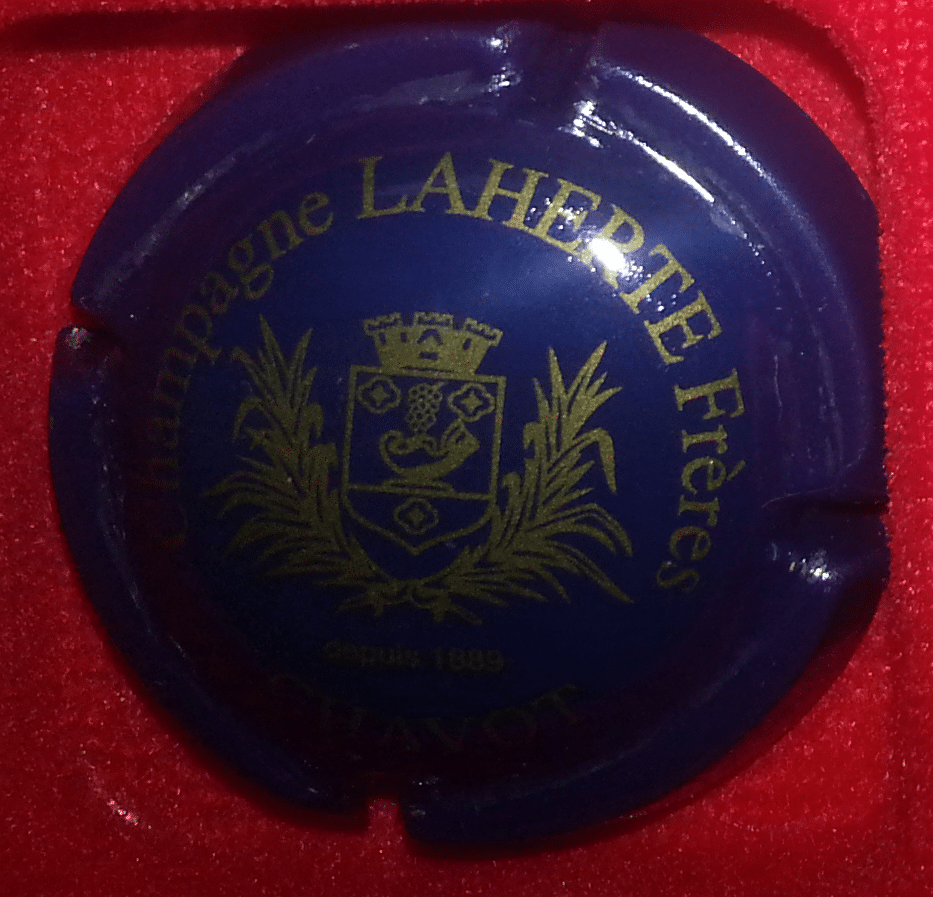 Champagne LAHERTE Frères
depuis 1889
CHAVOT